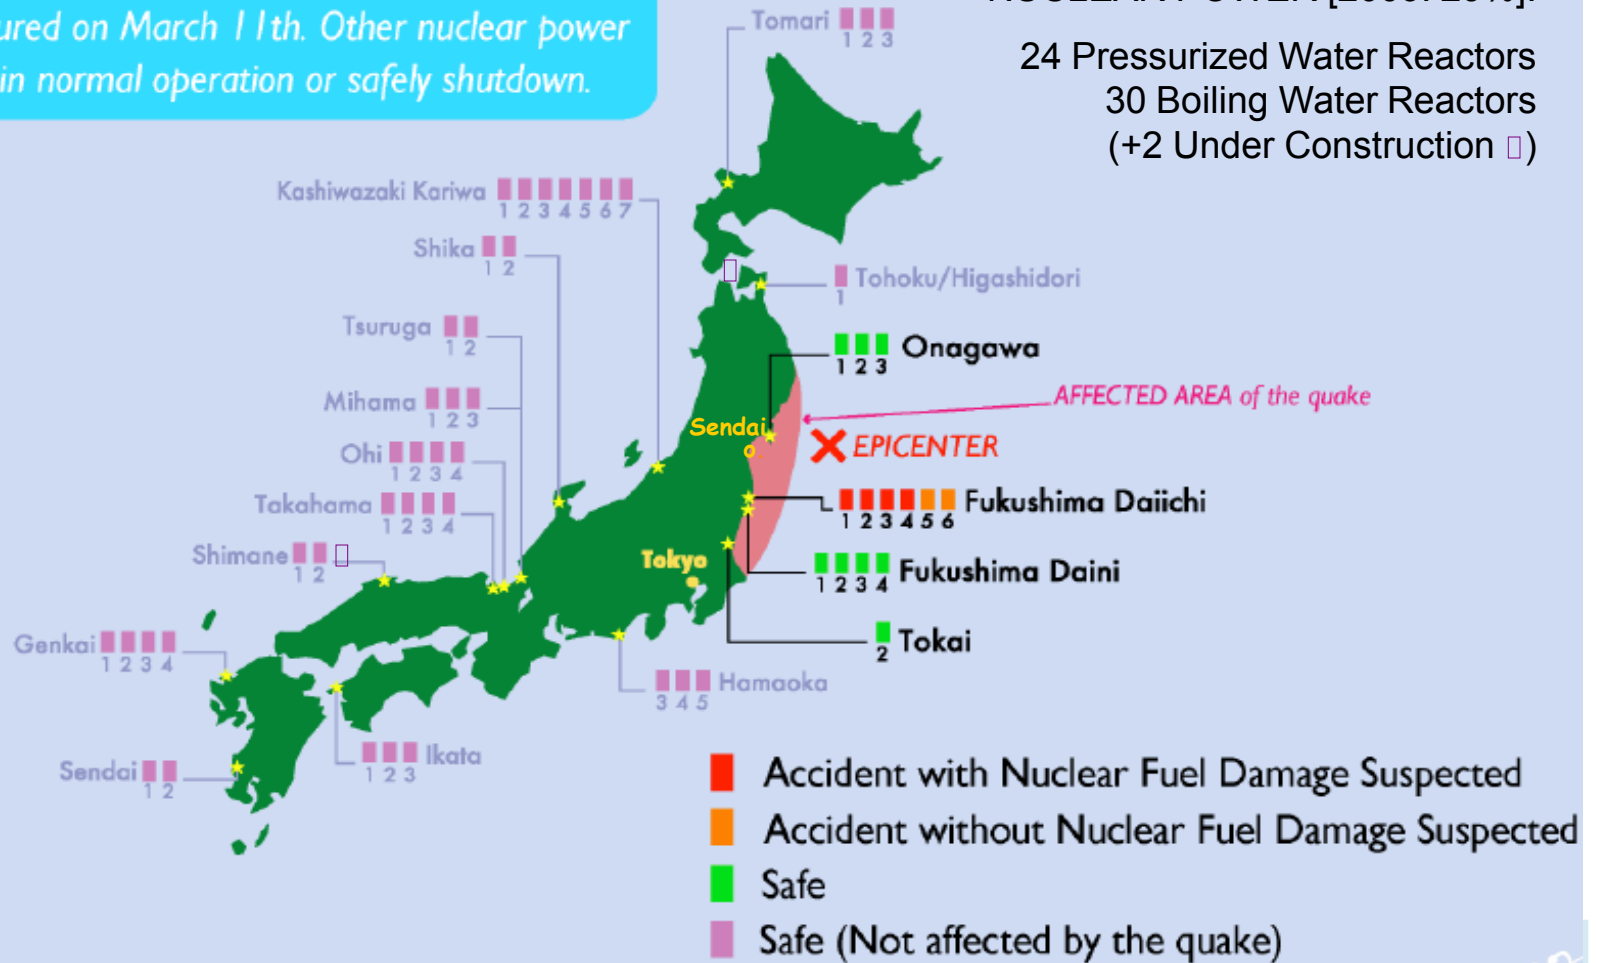 ured on March 11th. Other nuclear power
in normal operation or safely shutdown.
24 Pressurized Water Reactors
30 Boiling Water Reactors
(+2 Under Construction ▯)
Tomari
1 2 3
Kashiwazaki Kariwa
1 2 3 4 5 6 7
Shika
1 2
Tohoku/Higashidori
1
Tsuruga
1 2
Onagawa
1 2 3
Mihama
1 2 3
AFFECTED AREA of the quake
Sendai
EPICENTER
Ohi
1 2 3 4
Takahama
1 2 3 4
Fukushima Daiichi
1 2 3 4 5 6
Shimane
1 2
Tokyo
Fukushima Daini
1 2 3 4
Genkai
1 2 3 4
Tokai
2
Hamaoka
3 4 5
Ikata
1 2 3
Sendai
1 2
Accident with Nuclear Fuel Damage Suspected
Accident without Nuclear Fuel Damage Suspected
Safe
Safe (Not affected by the quake)